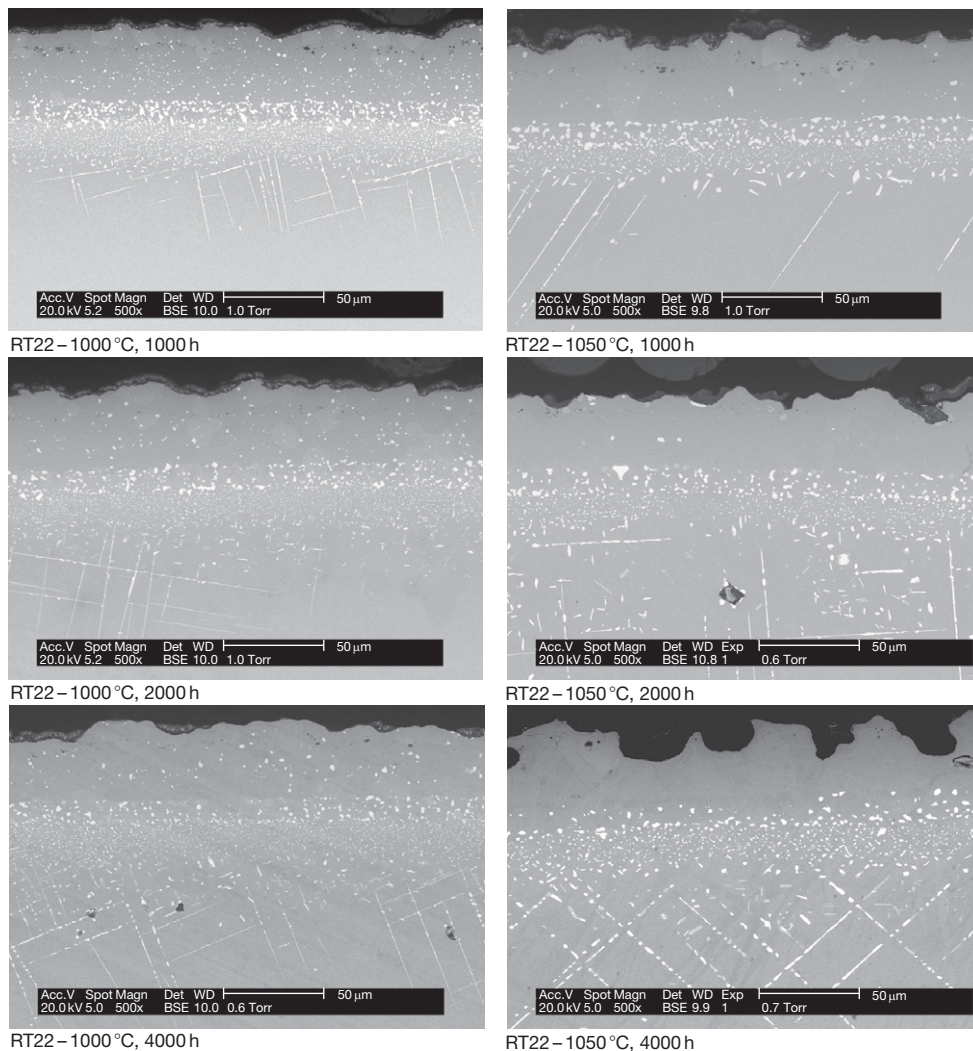 Acc.V Spot Magn Det WD 50 µm
20.0 kV 5.2 500x BSE 10.0 1.0 Torr
RT22 – 1000 °C, 1000 h
Acc.V Spot Magn Det WD 50 µm
20.0 kV 5.0 500x BSE 9.8 1.0 Torr
RT22 – 1050 °C, 1000 h
Acc.V Spot Magn Det WD 50 µm
20.0 kV 5.2 500x BSE 10.0 1.0 Torr
RT22 – 1000 °C, 2000 h
Acc.V Spot Magn Det WD Exp 50 µm
20.0 kV 5.0 500x BSE 10.8 1 0.6 Torr
RT22 – 1050 °C, 2000 h
Acc.V Spot Magn Det WD 50 µm
20.0 kV 5.0 500x BSE 10.0 0.6 Torr
RT22 – 1000 °C, 4000 h
Acc.V Spot Magn Det WD Exp 50 µm
20.0 kV 5.0 500x BSE 9.9 1 0.7 Torr
RT22 – 1050 °C, 4000 h